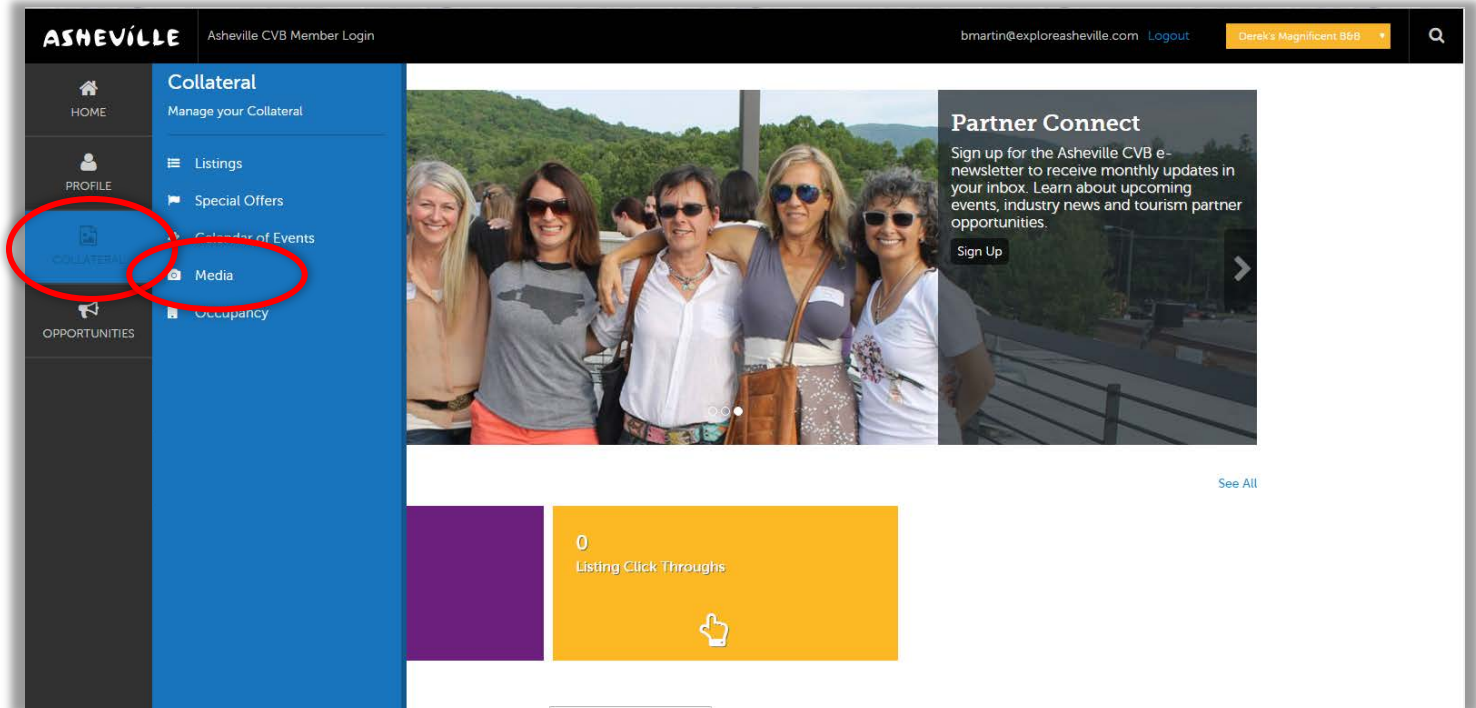 ASHEVILLE
Asheville CVB Member Login
bmartin@exploreasheville.com Logout
Derek's Magnificent B&B
HOME
PROFILE
COLLATERAL
OPPORTUNITIES
Collateral
Manage your Collateral
Listings
Special Offers
Calendar of Events
Media
Occupancy
Partner Connect
Sign up for the Asheville CVB e-
newsletter to receive monthly updates in
your inbox. Learn about upcoming
events, industry news and tourism partner
opportunities.
Sign Up
See All
0
Listing Click Throughs